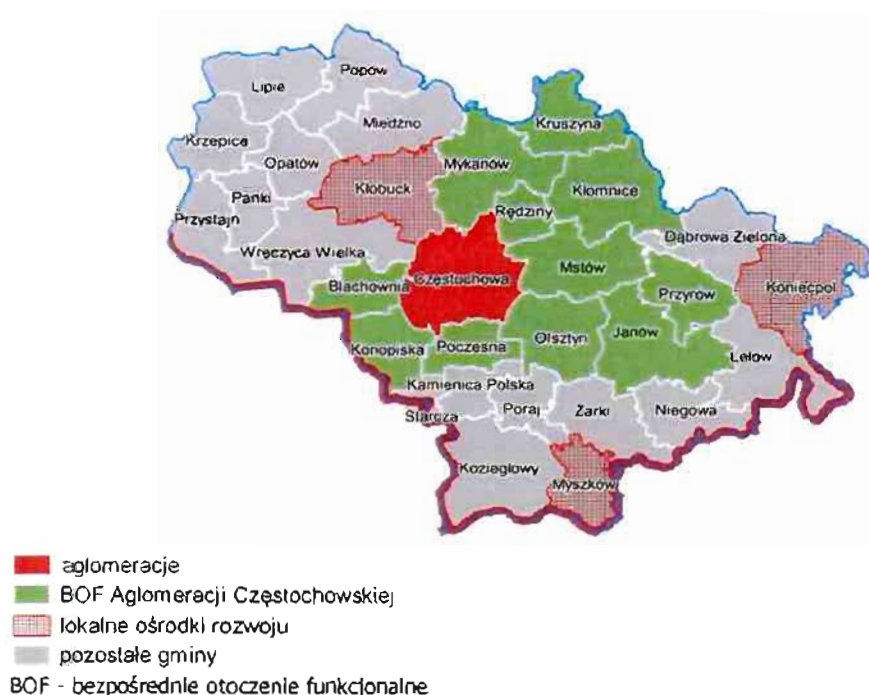 Popów
Lipie
Miedźno
Kruszyna
Krzepice
Mykanów
Opatów
Kłomnice
Kłobuck
Panki
Rędziny
Przystajn
Dąbrowa Zielona
Wręczyca Wielka
Mstów
Częstochowa
Blachownia
Koniecpol
Przyrów
Olsztyn
Janów
Konopiska
Poczesna
Lelów
Kamienica Polska
Starcza
Poraj
Żarki
Niegowa
Koziegłowy
Myszków
aglomeracje
BOF Aglomeracji Częstochowskiej
lokalne ośrodki rozwoju
pozostałe gminy
BOF - bezpośrednie otoczenie funkcjonalne